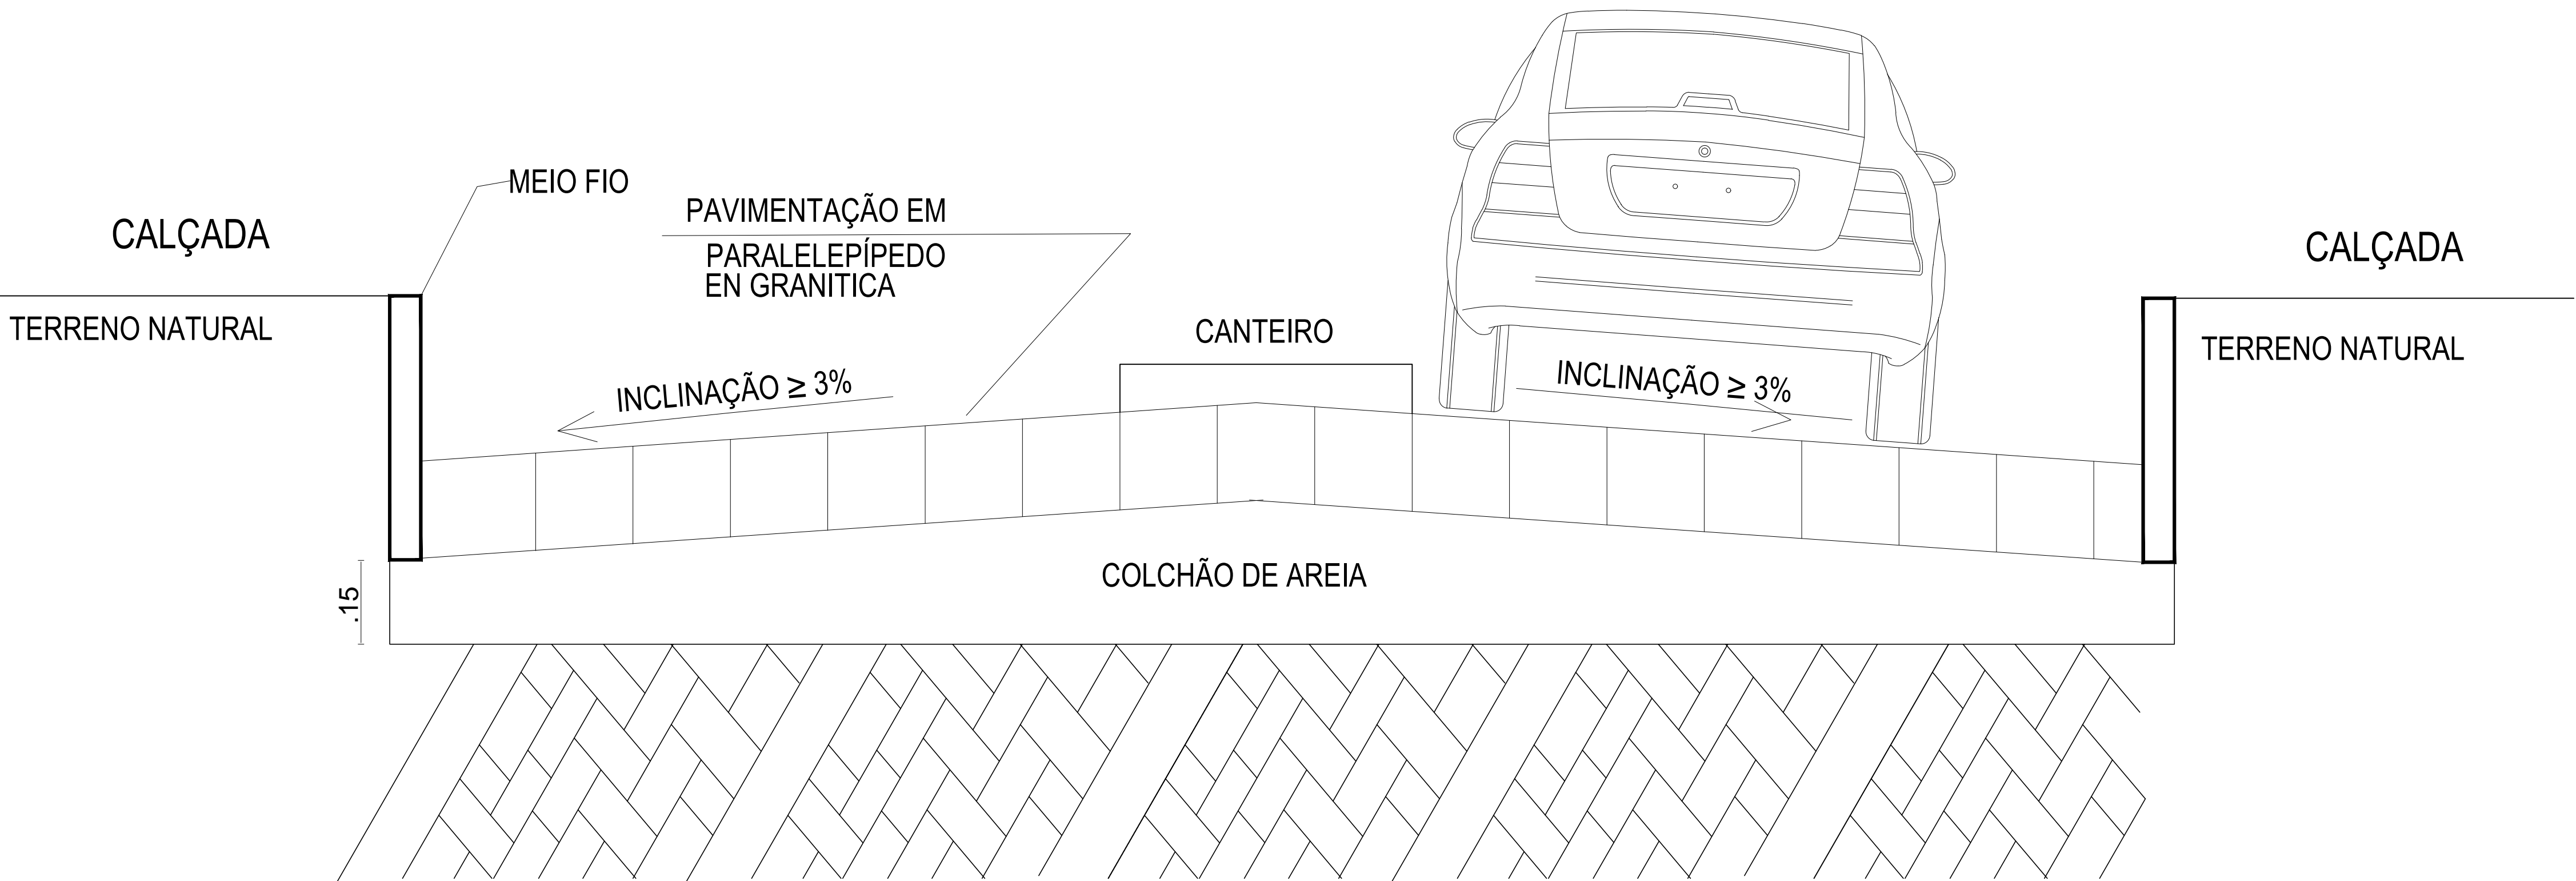 MEIO FIO
CALÇADA
PAVIMENTAÇÃO EM
PARALELEPÍPEDO
EN GRANITICA
CALÇADA
TERRENO NATURAL
CANTEIRO
TERRENO NATURAL
INCLINAÇÃO ≥ 3%
INCLINAÇÃO ≥ 3%
COLCHÃO DE AREIA
.15